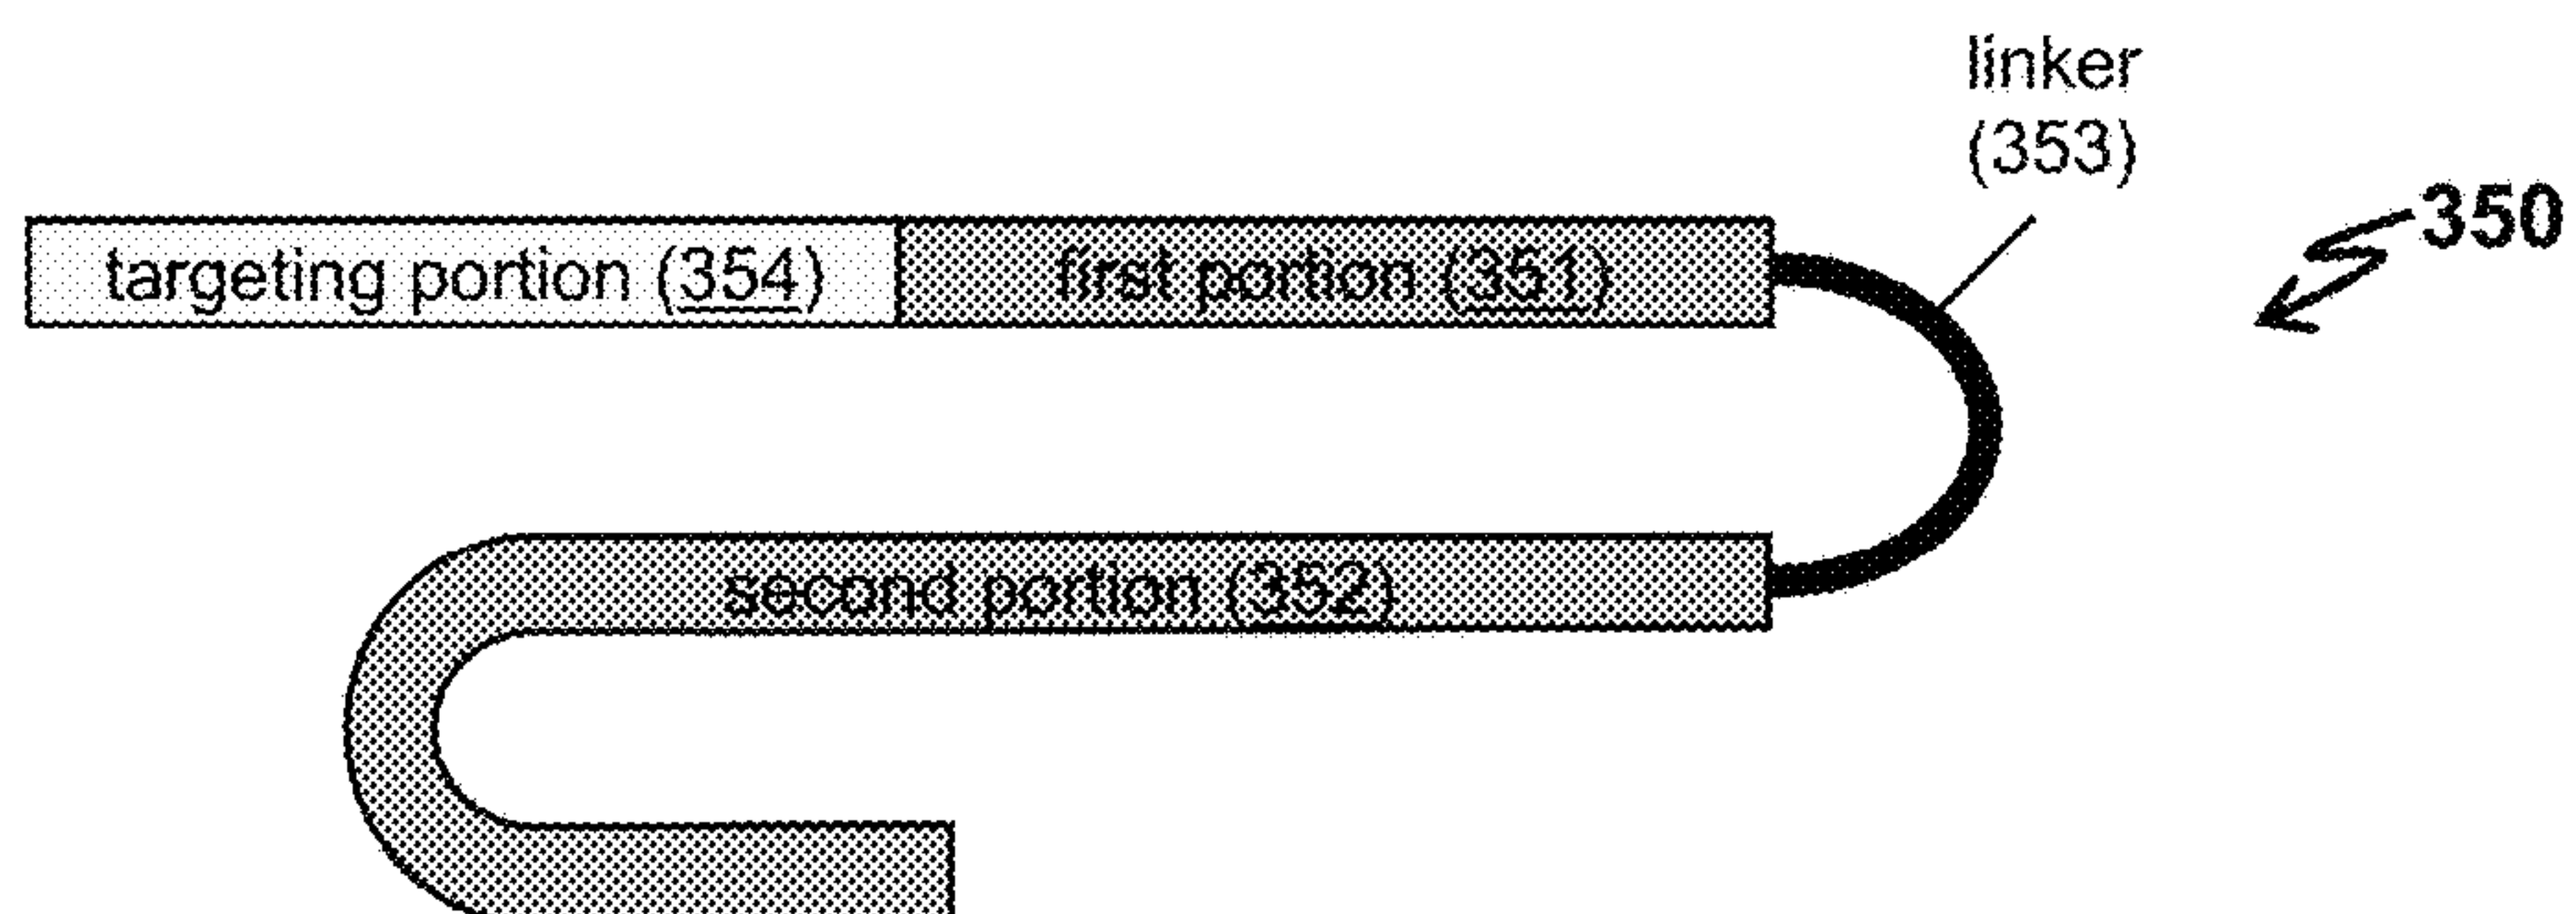 linker
(353)
350
targeting portion (354)
first portion (351)
second portion (352)